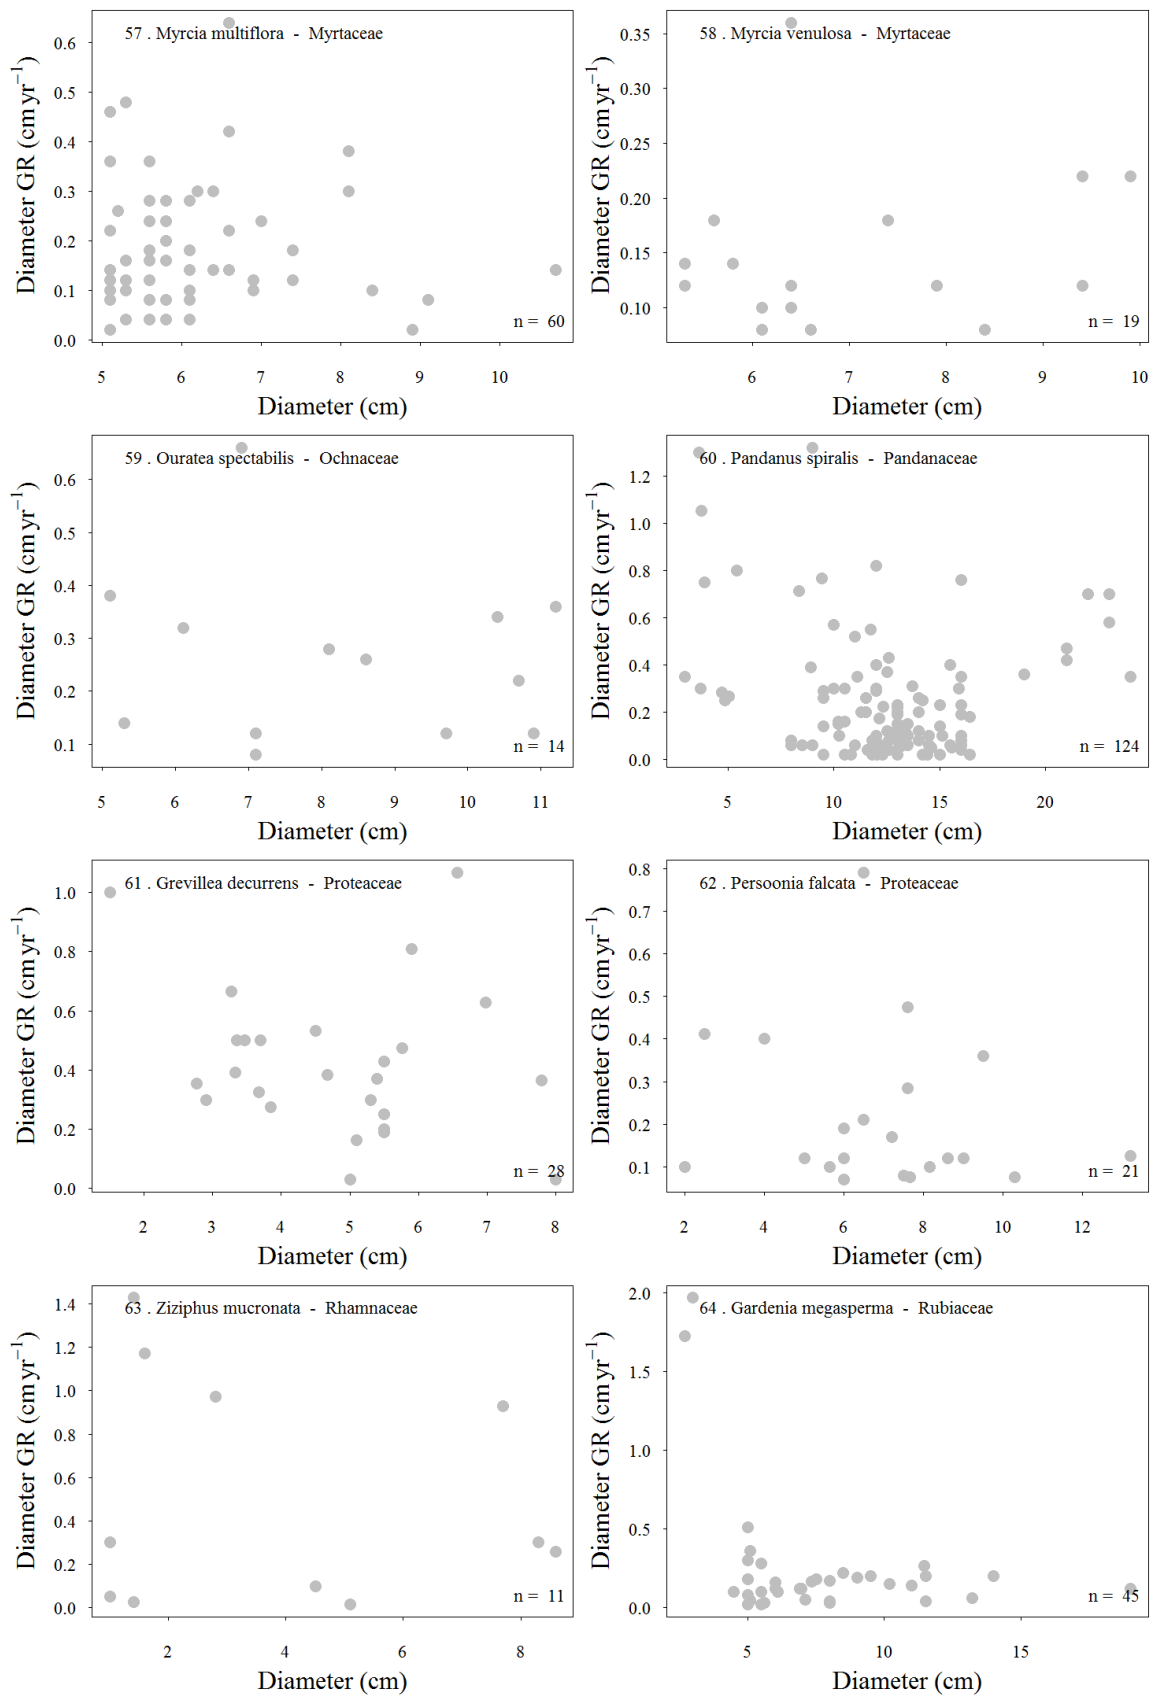 57 . Myrcia multiflora - Myrtaceae
Diameter GR (cm yr⁻¹)
0.6
0.5
0.4
0.3
0.2
0.1
0.0
n = 60
5 6 7 8 9 10
Diameter (cm)
58 . Myrcia venulosa - Myrtaceae
Diameter GR (cm yr⁻¹)
0.35
0.30
0.25
0.20
0.15
0.10
n = 19
6 7 8 9 10
Diameter (cm)
59 . Ouratea spectabilis - Ochnaceae
Diameter GR (cm yr⁻¹)
0.6
0.5
0.4
0.3
0.2
0.1
n = 14
5 6 7 8 9 10 11
Diameter (cm)
60 . Pandanus spiralis - Pandanaceae
Diameter GR (cm yr⁻¹)
1.2
1.0
0.8
0.6
0.4
0.2
0.0
n = 124
5 10 15 20
Diameter (cm)
61 . Grevillea decurrens - Proteaceae
Diameter GR (cm yr⁻¹)
1.0
0.8
0.6
0.4
0.2
0.0
n = 28
2 3 4 5 6 7 8
Diameter (cm)
62 . Persoonia falcata - Proteaceae
Diameter GR (cm yr⁻¹)
0.8
0.7
0.6
0.5
0.4
0.3
0.2
0.1
n = 21
2 4 6 8 10 12
Diameter (cm)
63 . Ziziphus mucronata - Rhamnaceae
Diameter GR (cm yr⁻¹)
1.4
1.2
1.0
0.8
0.6
0.4
0.2
0.0
n = 11
2 4 6 8
Diameter (cm)
64 . Gardenia megasperma - Rubiaceae
Diameter GR (cm yr⁻¹)
2.0
1.5
1.0
0.5
0.0
n = 45
5 10 15
Diameter (cm)